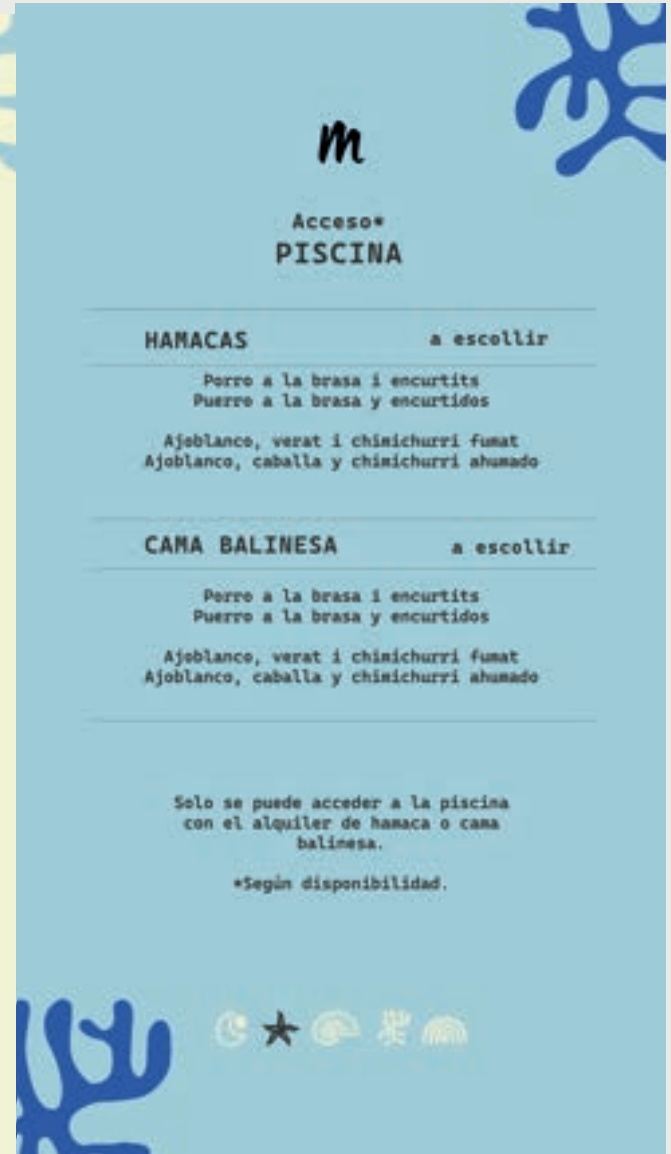 m
Acceso*
PISCINA
HAMACAS a escollir
Porro a la brasa i encurtits
Puerro a la brasa y encurtidos
Ajoblanco, verat i chimichurri fumat
Ajoblanco, caballa y chimichurri ahumado
CAMA BALINESA a escollir
Porro a la brasa i encurtits
Puerro a la brasa y encurtidos
Ajoblanco, verat i chimichurri fumat
Ajoblanco, caballa y chimichurri ahumado
Solo se puede acceder a la piscina
con el alquiler de hamaca o cama
balinesa.
*Según disponibilidad.